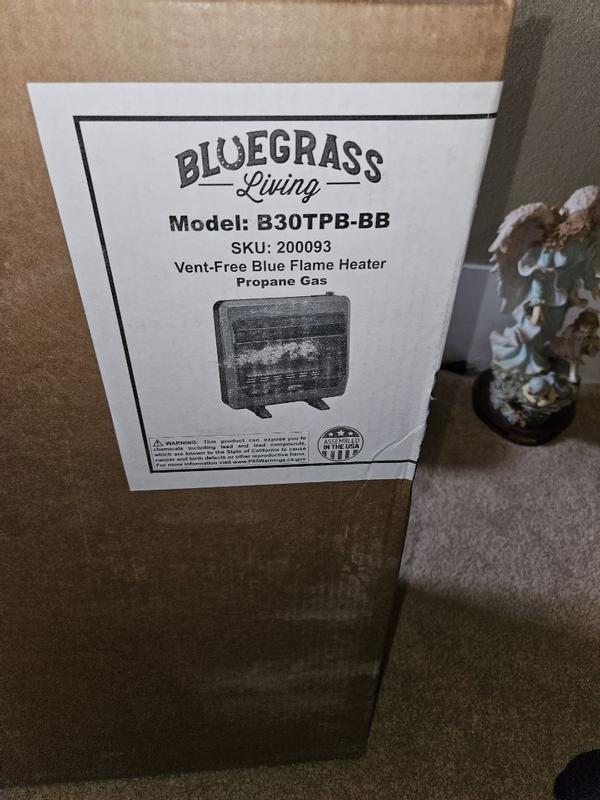 BLUEGRASS
Living
Model: B30TPB-BB
SKU: 200093
Vent-Free Blue Flame Heater
Propane Gas
WARNING: This product can expose you to
chemicals including lead and lead compounds,
which are known to the State of California to cause
cancer and birth defects or other reproductive harm.
For more information visit www.P65Warnings.ca.gov
ASSEMBLED
IN THE USA